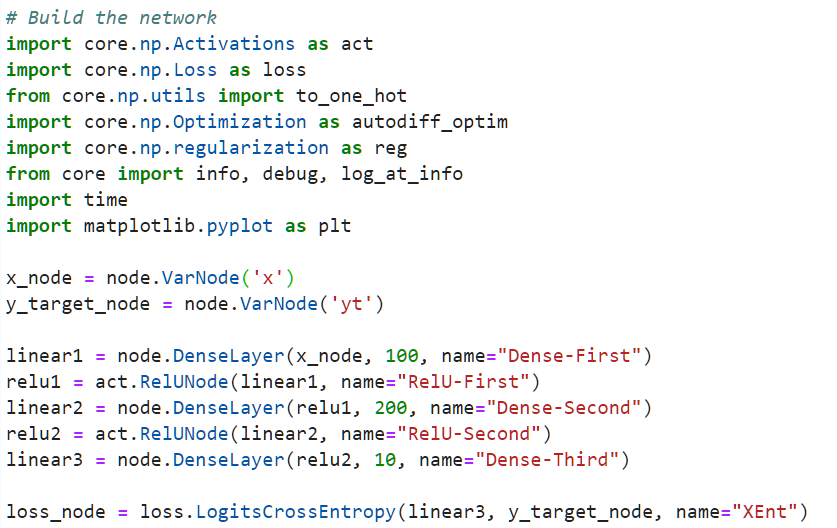 # Build the network
import core.np.Activations as act
import core.np.Loss as loss
from core.np.utils import to_one_hot
import core.np.Optimization as autodiff_optim
import core.np.regularization as reg
from core import info, debug, log_at_info
import time
import matplotlib.pyplot as plt

x_node = node.VarNode('x')
y_target_node = node.VarNode('yt')

linear1 = node.DenseLayer(x_node, 100, name="Dense-First")
relu1 = act.RelUNode(linear1, name="RelU-First")
linear2 = node.DenseLayer(relu1, 200, name="Dense-Second")
relu2 = act.RelUNode(linear2, name="RelU-Second")
linear3 = node.DenseLayer(relu2, 10, name="Dense-Third")

loss_node = loss.LogitsCrossEntropy(linear3, y_target_node, name="XEnt")